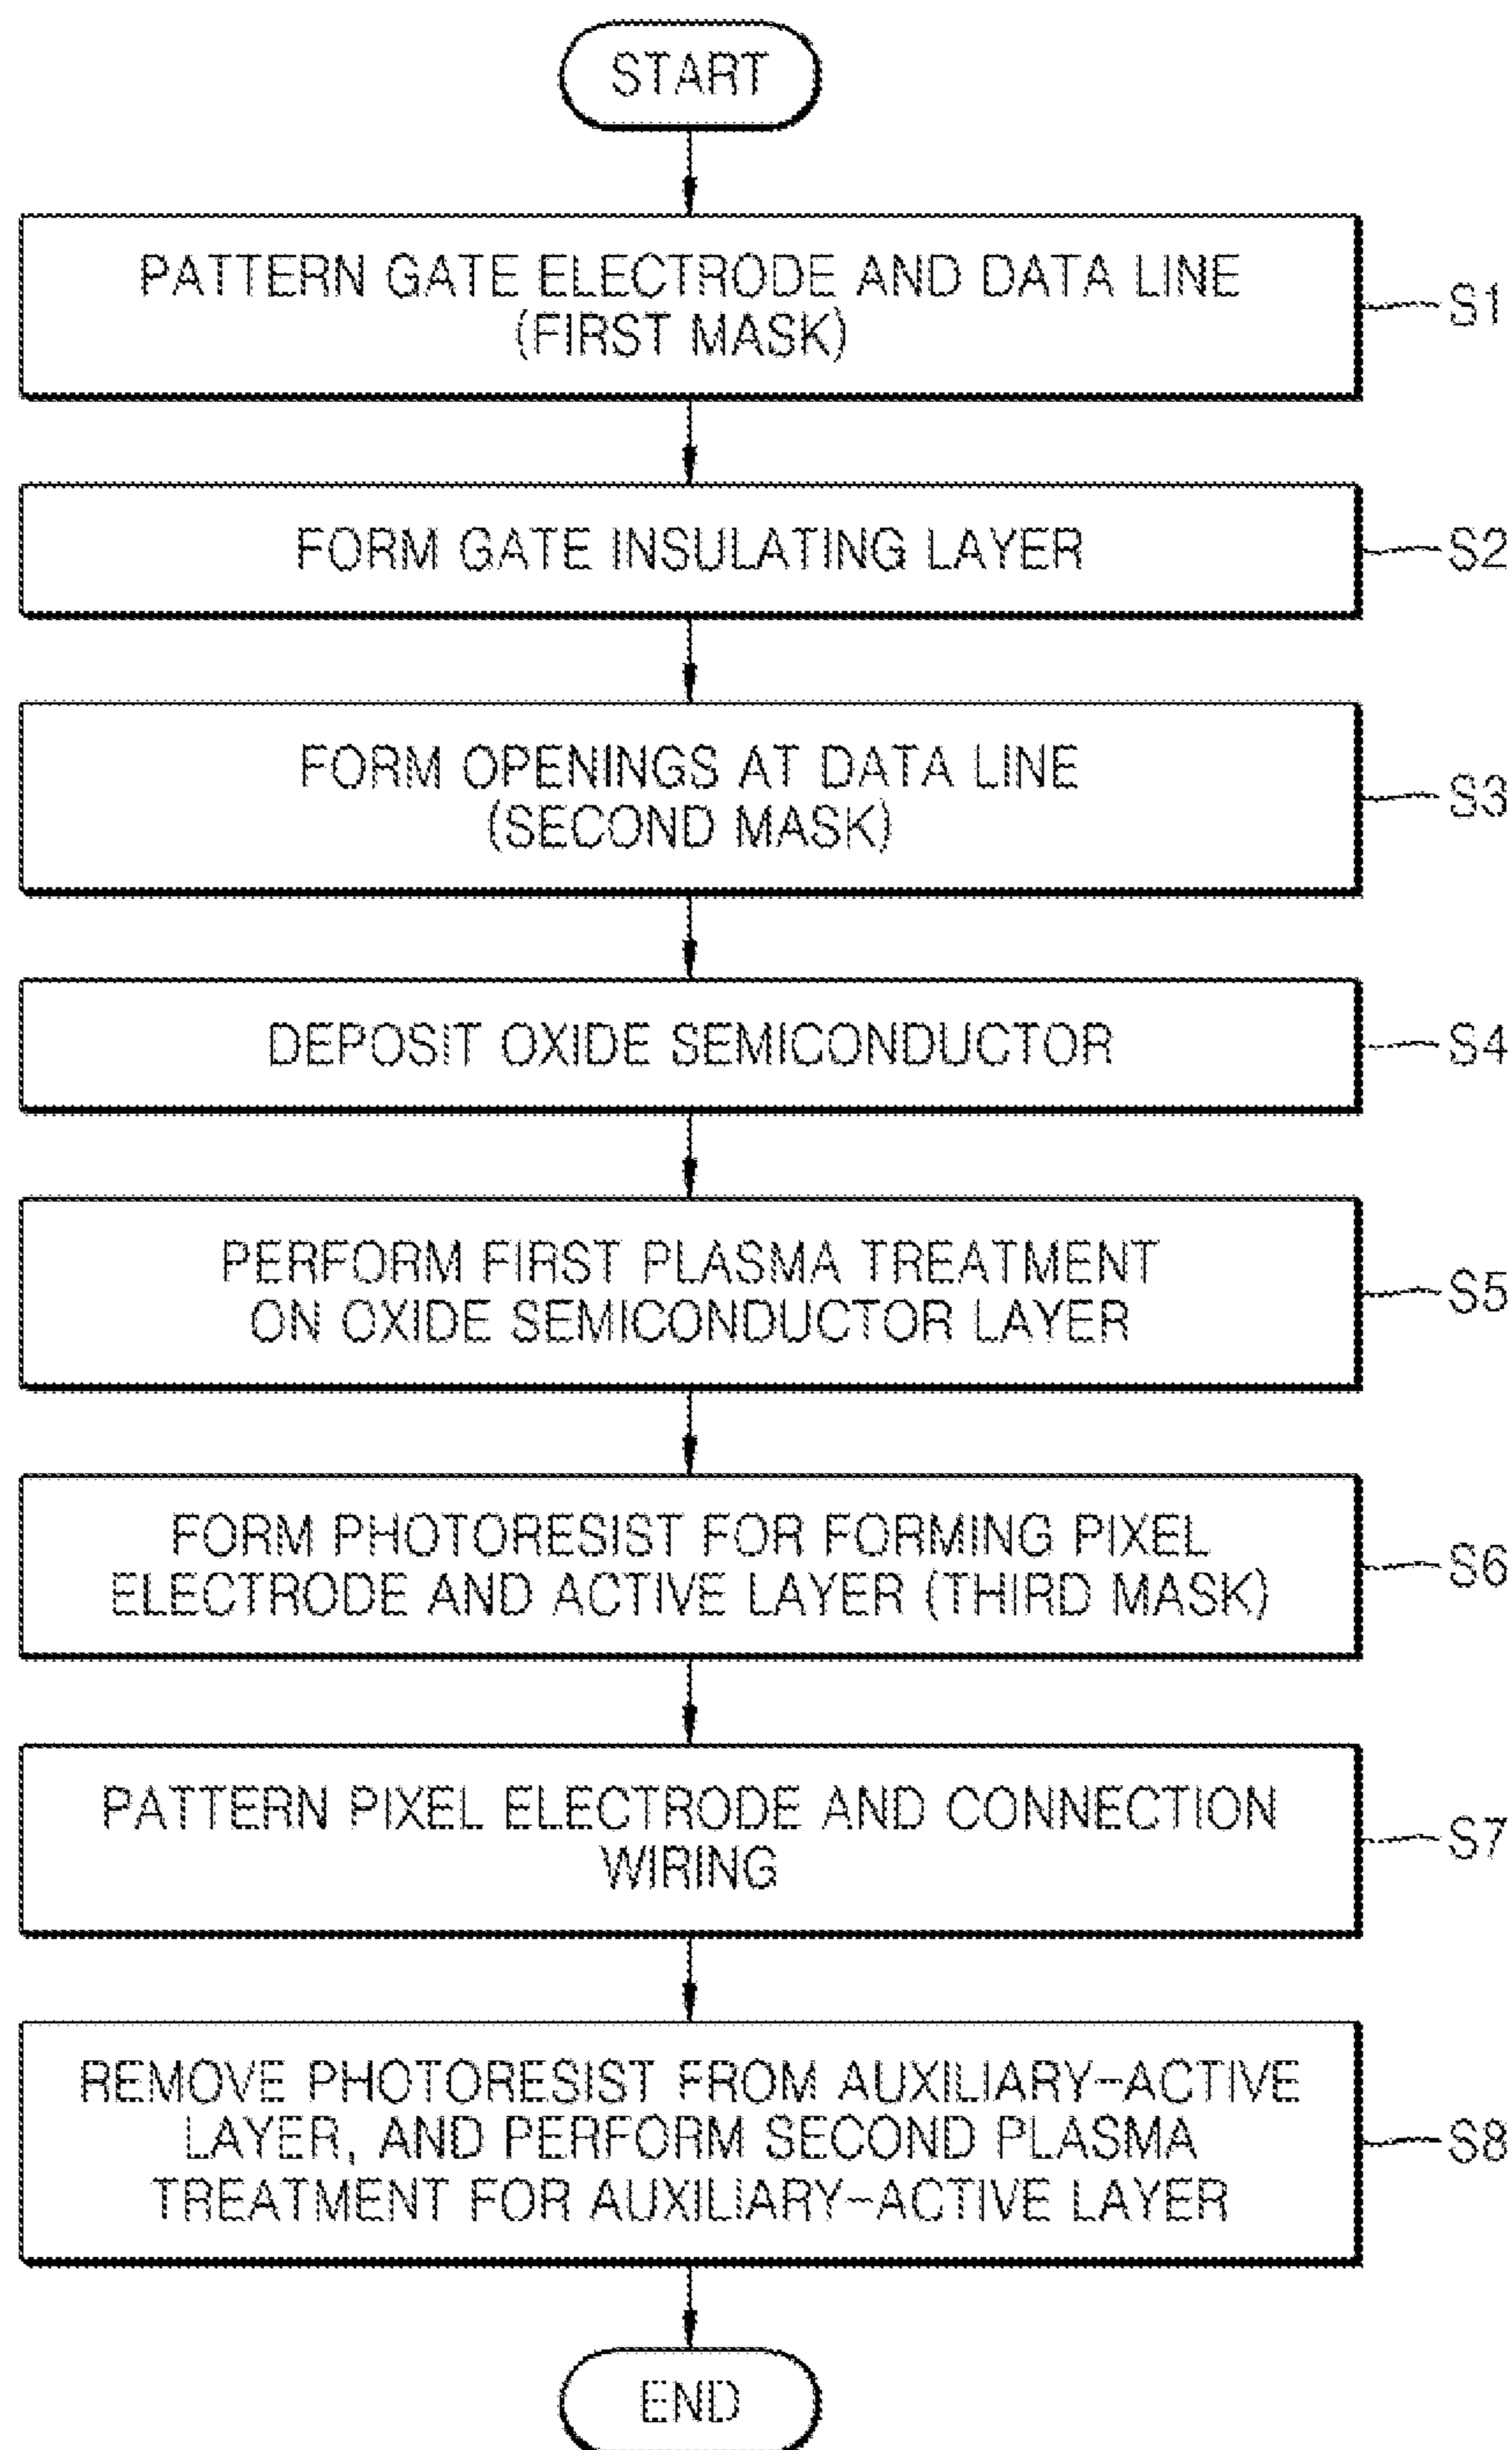 START
PATTERN GATE ELECTRODE AND DATA LINE
(FIRST MASK)
S1
FORM GATE INSULATING LAYER
S2
FORM OPENINGS AT DATA LINE
(SECOND MASK)
S3
DEPOSIT OXIDE SEMICONDUCTOR
S4
PERFORM FIRST PLASMA TREATMENT
ON OXIDE SEMICONDUCTOR LAYER
S5
FORM PHOTORESIST FOR FORMING PIXEL
ELECTRODE AND ACTIVE LAYER (THIRD MASK)
S6
PATTERN PIXEL ELECTRODE AND CONNECTION
WIRING
S7
REMOVE PHOTORESIST FROM AUXILIARY-ACTIVE
LAYER, AND PERFORM SECOND PLASMA
TREATMENT FOR AUXILIARY-ACTIVE LAYER
S8
END